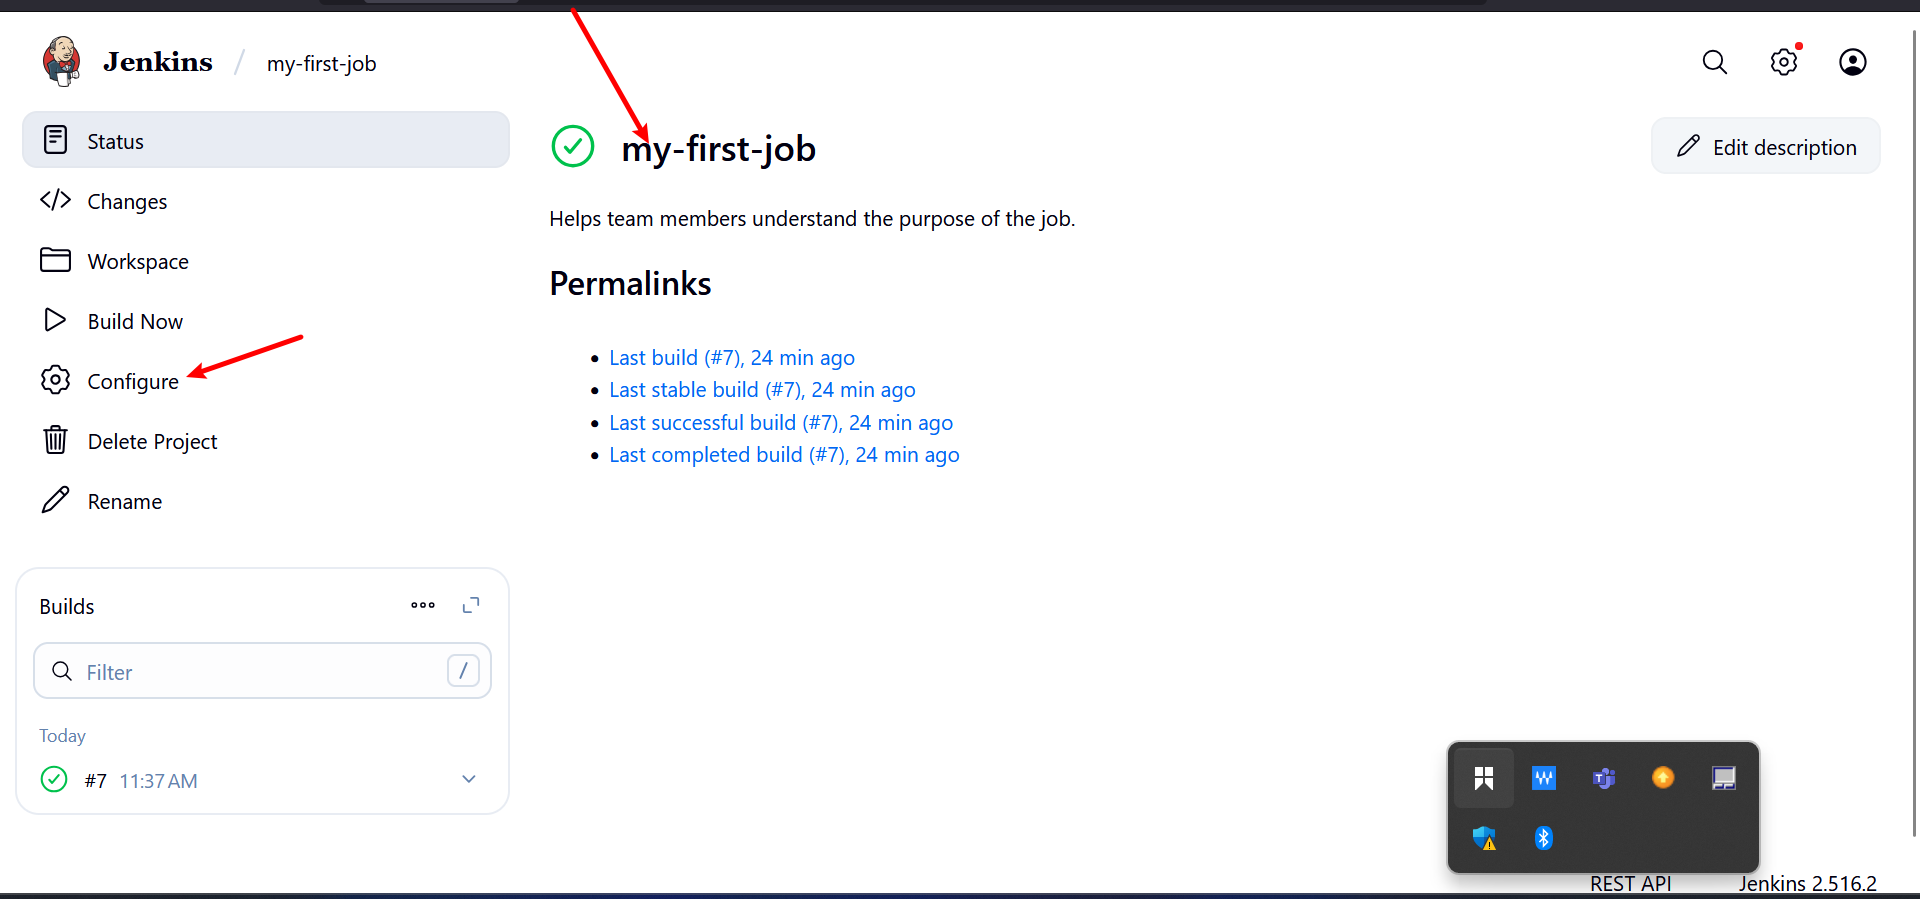 Jenkins / my-first-job
Status
Changes
Workspace
Build Now
Configure
Delete Project
Rename
Builds
Filter
/
Today
#7 11:37 AM
my-first-job
Edit description
Helps team members understand the purpose of the job.
Permalinks
Last build (#7), 24 min ago
Last stable build (#7), 24 min ago
Last successful build (#7), 24 min ago
Last completed build (#7), 24 min ago
REST API
Jenkins 2.516.2